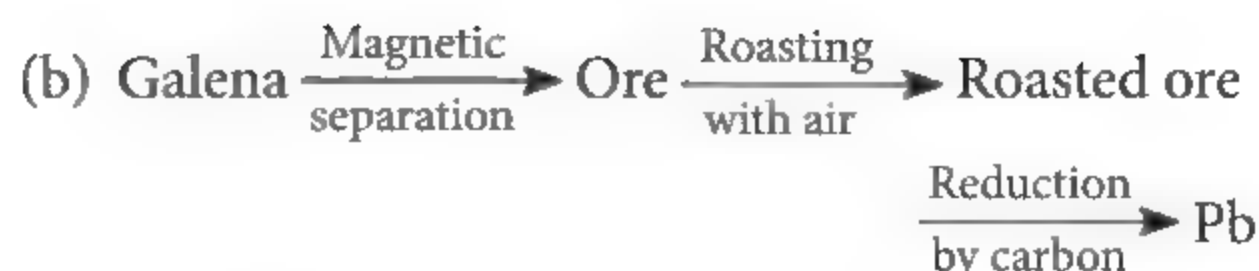 Magnetic Roasting
(b) Galena → Ore → Roasted ore
separation with air
Reduction
→ Pb
by carbon